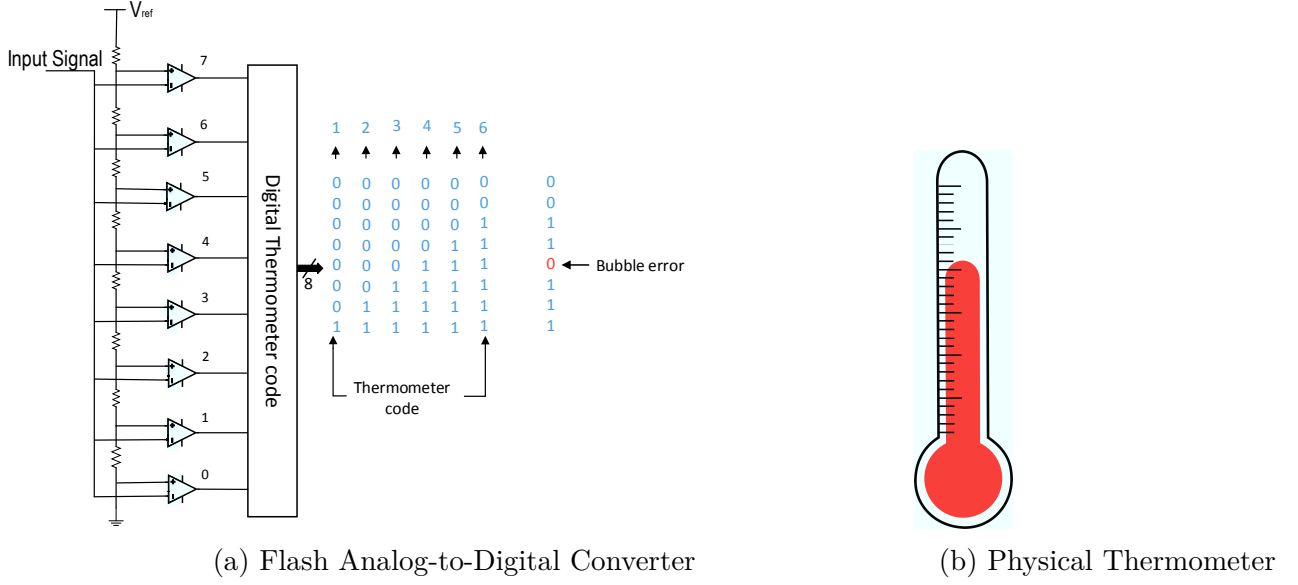 Vref
Input Signal
7
6
5
4
3
2
1
0
Digital Thermometer code
8
1 2 3 4 5 6
0 0 0 0 0 0 0
0 0 0 0 0 0 0
0 0 0 0 0 1 1
0 0 0 0 1 1 1
0 0 0 1 1 1 0 Bubble error
0 0 1 1 1 1 1
0 1 1 1 1 1 1
1 1 1 1 1 1 1
Thermometer
code
(a) Flash Analog-to-Digital Converter
(b) Physical Thermometer